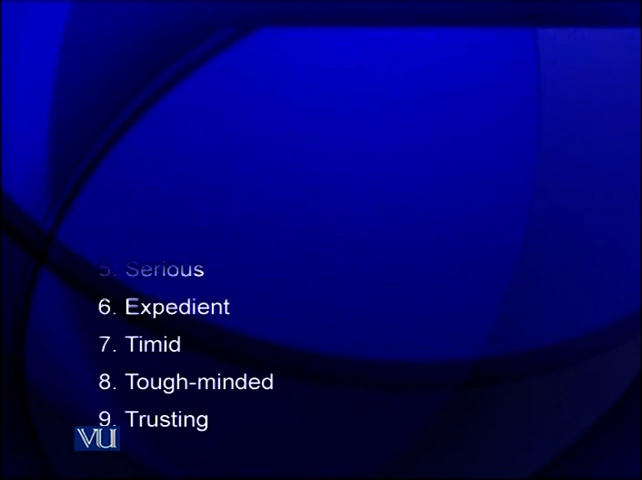 5. Serious
6. Expedient
7. Timid
8. Tough-minded
9. Trusting
VU